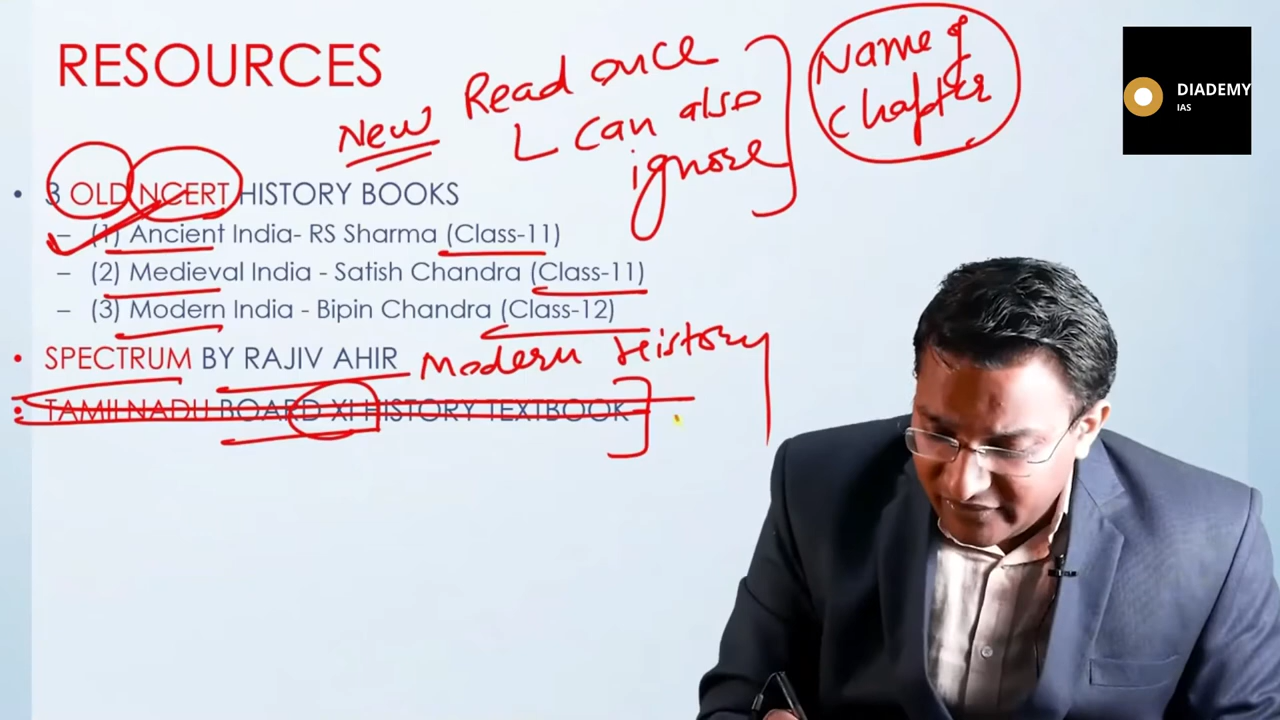 RESOURCES
New
Read once
can also
ignore
Name of
chapter
DIADEMY
IAS
• 3 OLD NCERT HISTORY BOOKS
– (1) Ancient India- RS Sharma (Class-11)
– (2) Medieval India - Satish Chandra (Class-11)
– (3) Modern India - Bipin Chandra (Class-12)
• SPECTRUM BY RAJIV AHIR Modern History
• TAMILNADU BOARD XI HISTORY TEXTBOOK